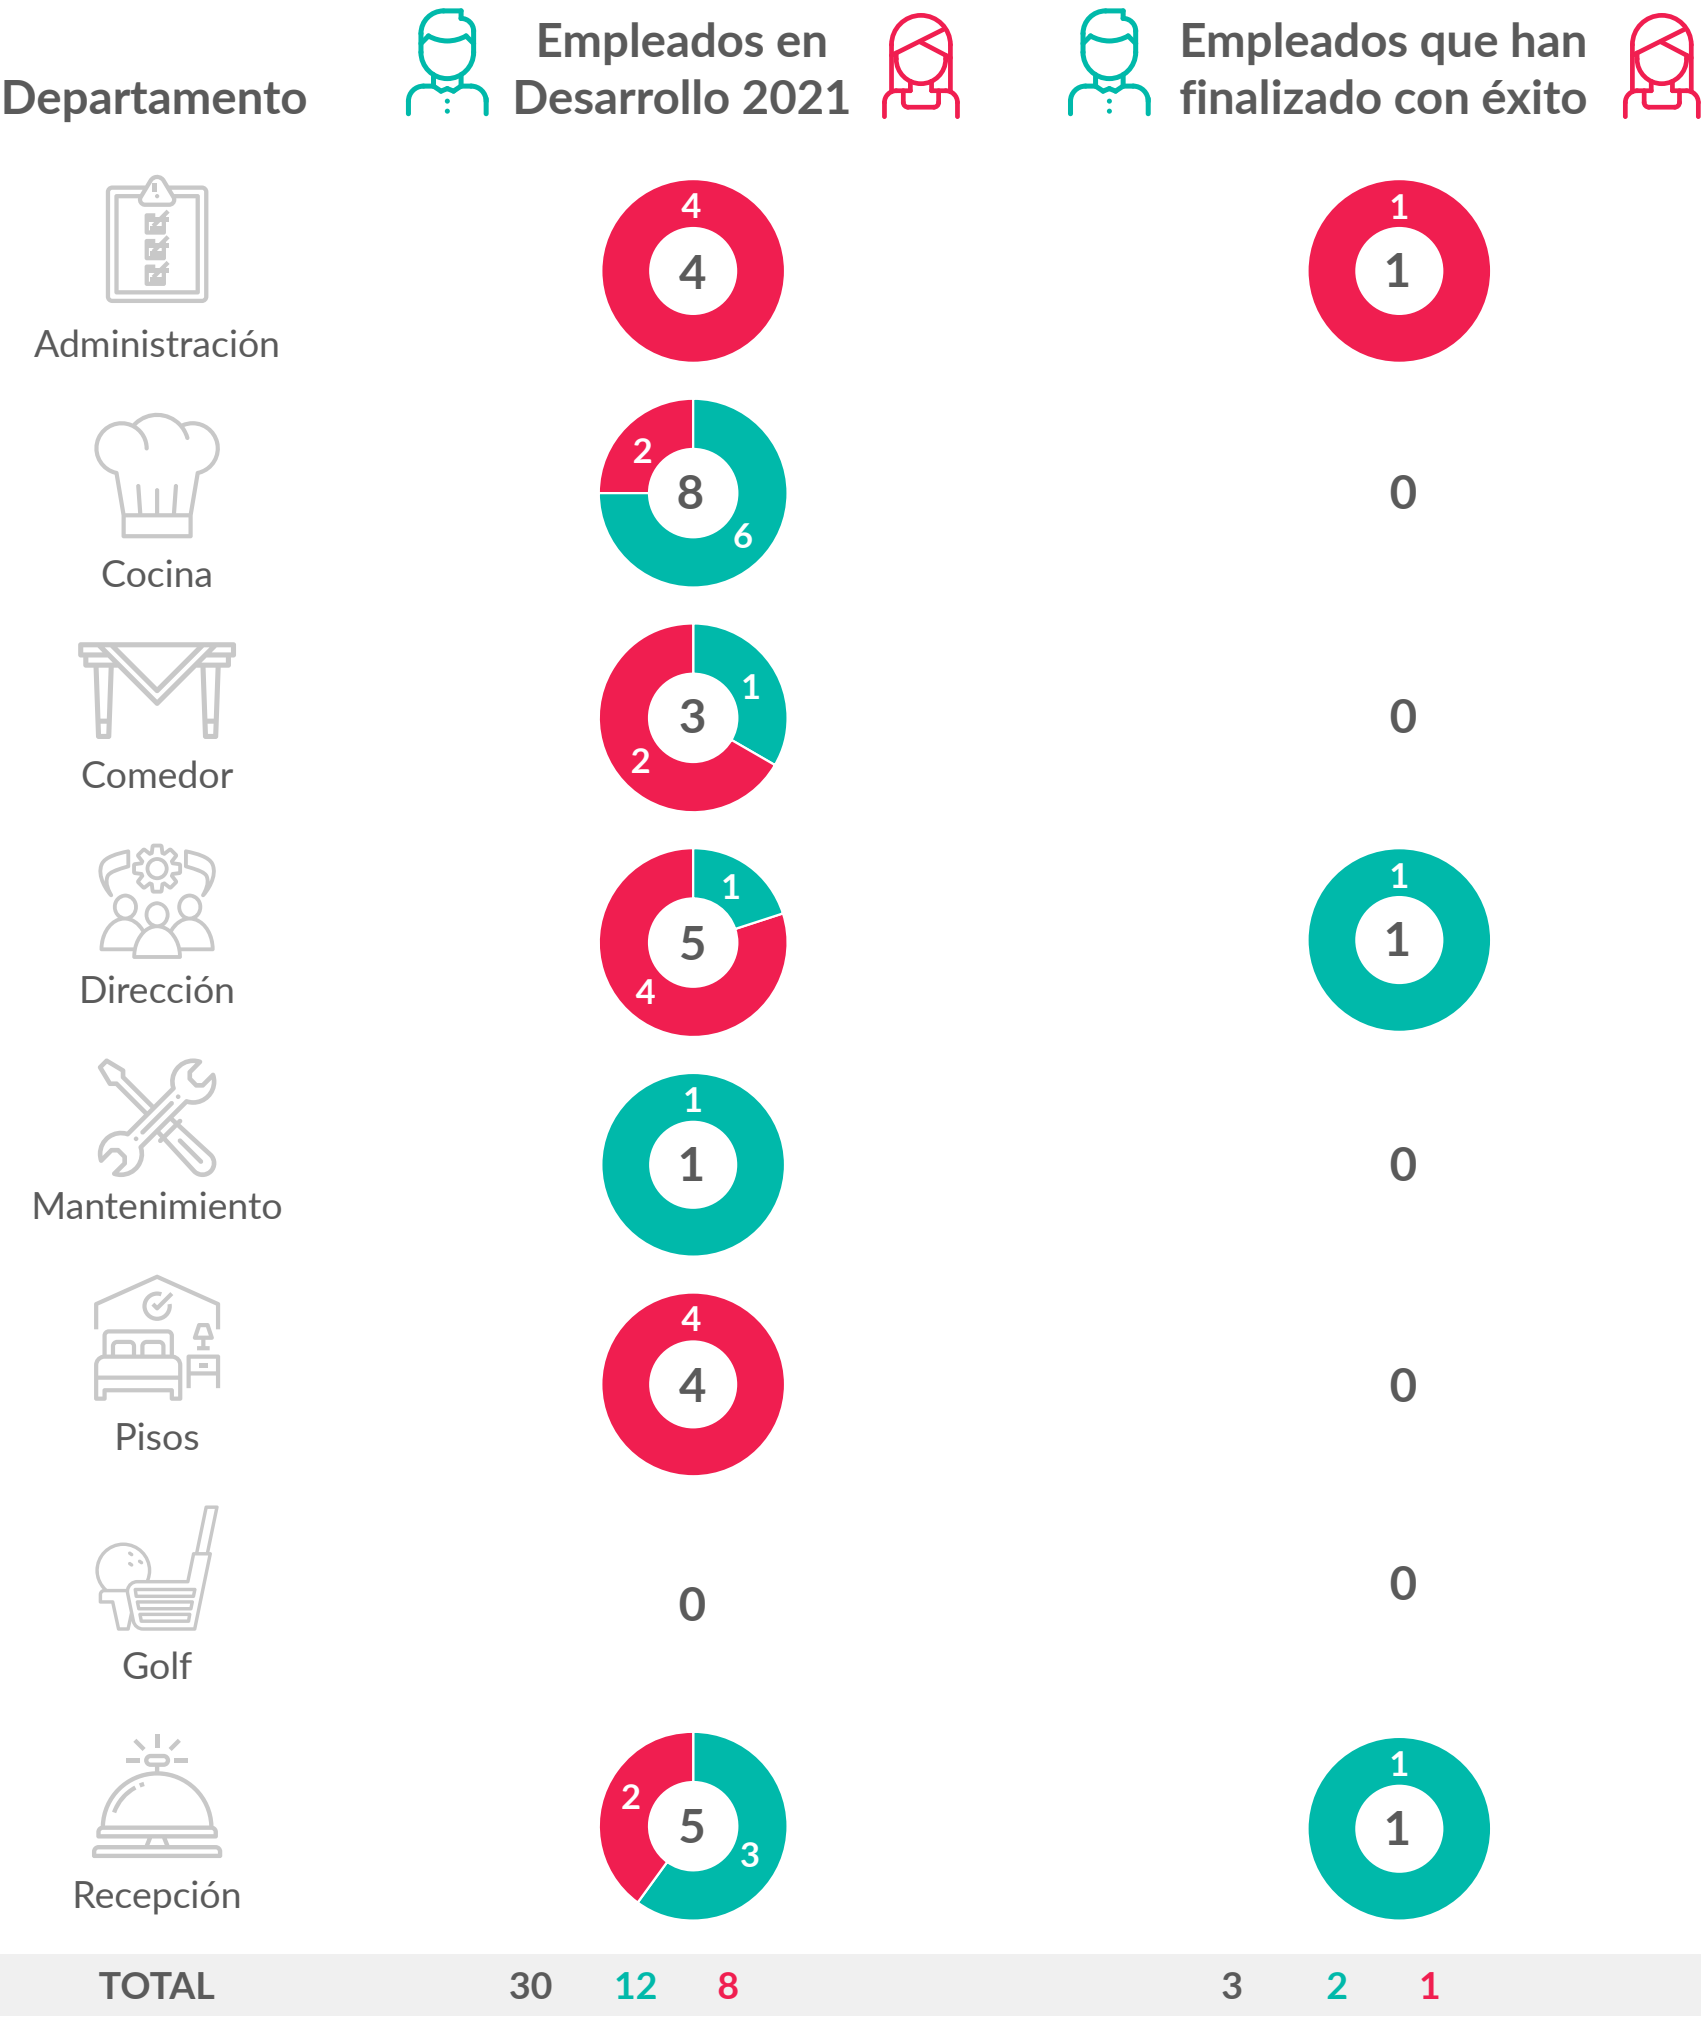 Departamento
Empleados en
Desarrollo 2021
Empleados que han
finalizado con éxito
4
4
1
1
Administración
2
8
6
0
Cocina
1
3
2
0
Comedor
1
5
4
1
1
Dirección
1
1
0
Mantenimiento
4
4
0
Pisos
0
0
Golf
2
5
3
1
1
Recepción
TOTAL 30 12 8 3 2 1